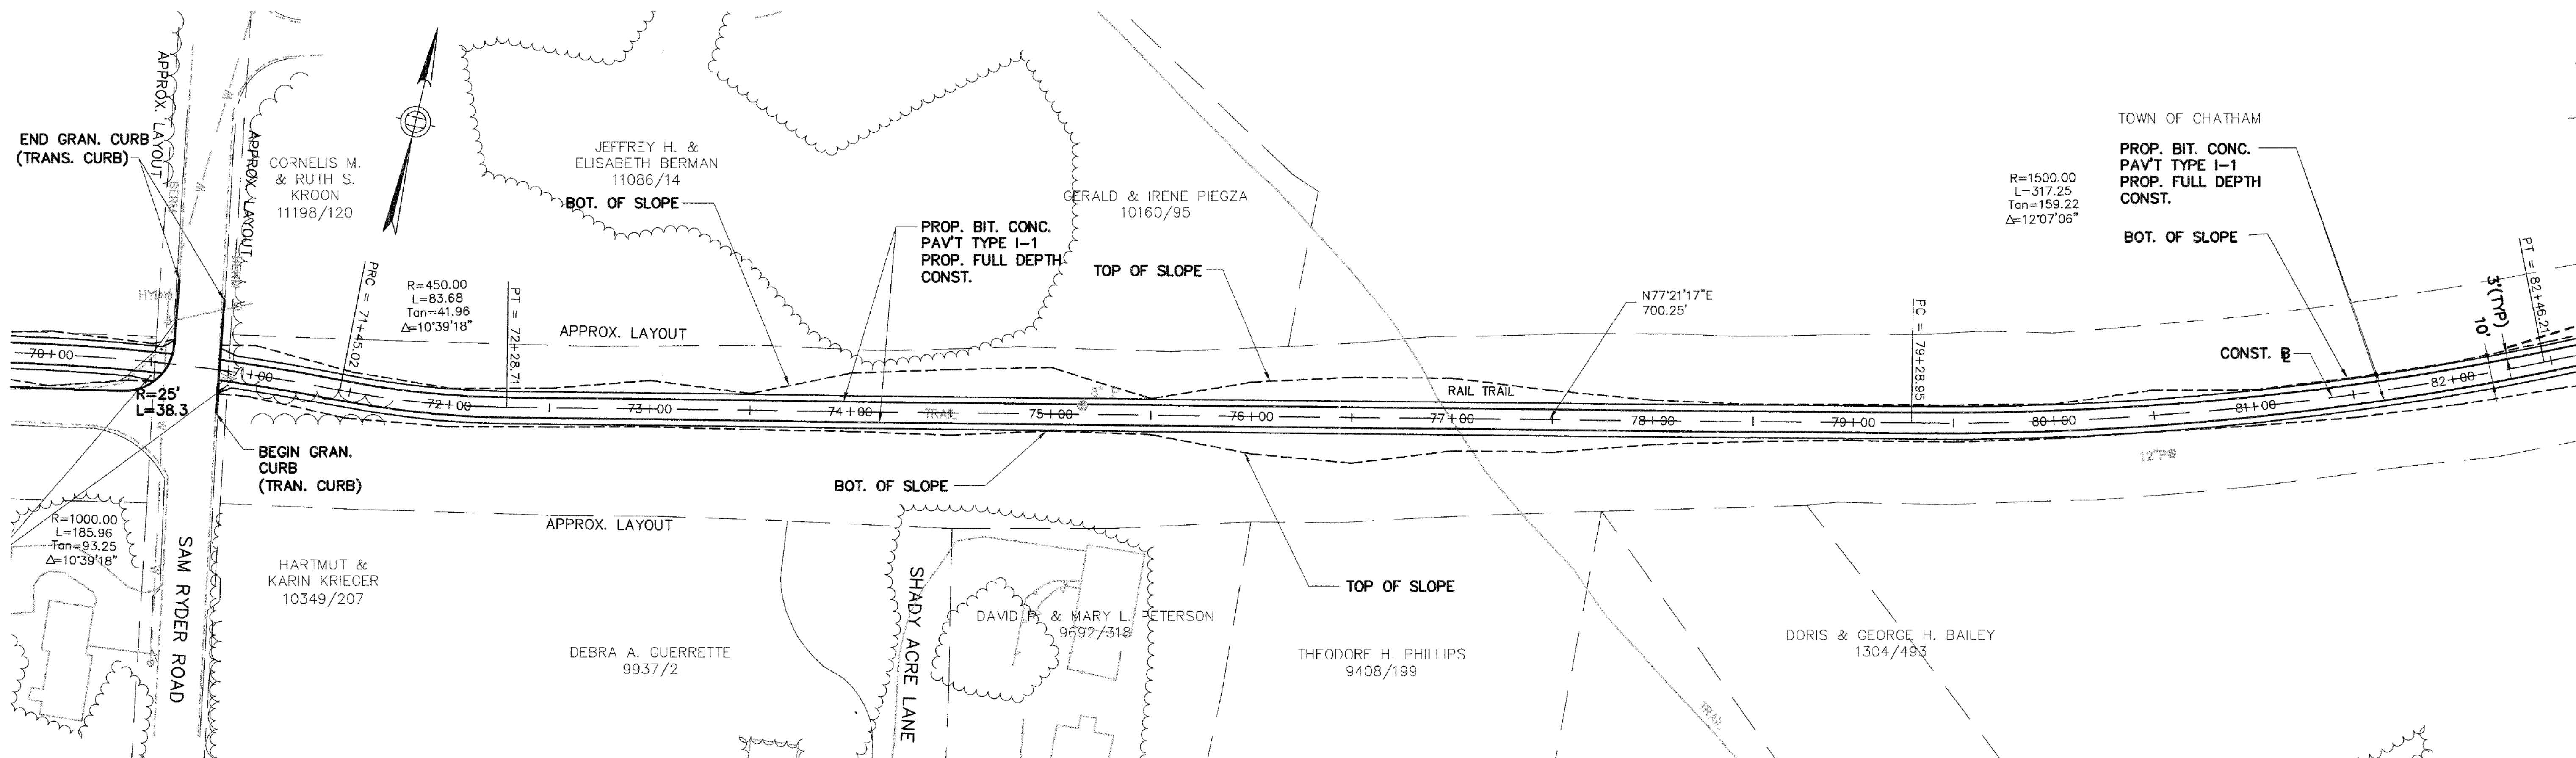 APPROX. LAYOUT
END GRAN. CURB
(TRANS. CURB)
BERM
APPROX. LAYOUT
W
W
CORNELIS M.
& RUTH S.
KROON
11198/120
JEFFREY H. &
ELISABETH BERMAN
11086/14
BOT. OF SLOPE
PROP. BIT. CONC.
PAV'T TYPE I-1
PROP. FULL DEPTH
CONST.
GERALD & IRENE PIEGZA
10160/95
TOP OF SLOPE
TOWN OF CHATHAM
PROP. BIT. CONC.
PAV'T TYPE I-1
PROP. FULL DEPTH
CONST.
BOT. OF SLOPE
R=1500.00
L=317.25
Tan=159.22
Δ=12°07'06"
PT = 82+46.21
3'(TYP)
10'
CONST. BL
HYD
PRC = 71+45.02
R=450.00
L=83.68
Tan=41.96
Δ=10°39'18"
PT = 72+28.71
APPROX. LAYOUT
N77°21'17"E
700.25'
PC = 79+28.95
RAIL TRAIL
70+00
71+00
72+00
73+00
74+00
TRAIL
75+00
76+00
77+00
78+00
79+00
80+00
81+00
82+00
R=25'
L=38.3
BEGIN GRAN.
CURB
(TRAN. CURB)
BOT. OF SLOPE
12"P
APPROX. LAYOUT
R=1000.00
L=185.96
Tan=93.25
Δ=10°39'18"
SAM RYDER ROAD
HARTMUT &
KARIN KRIEGER
10349/207
DEBRA A. GUERRETTE
9937/2
SHADY ACRE LANE
DAVID P. & MARY L. PETERSON
9692/318
TOP OF SLOPE
THEODORE H. PHILLIPS
9408/199
DORIS & GEORGE H. BAILEY
1304/493
TRAIL